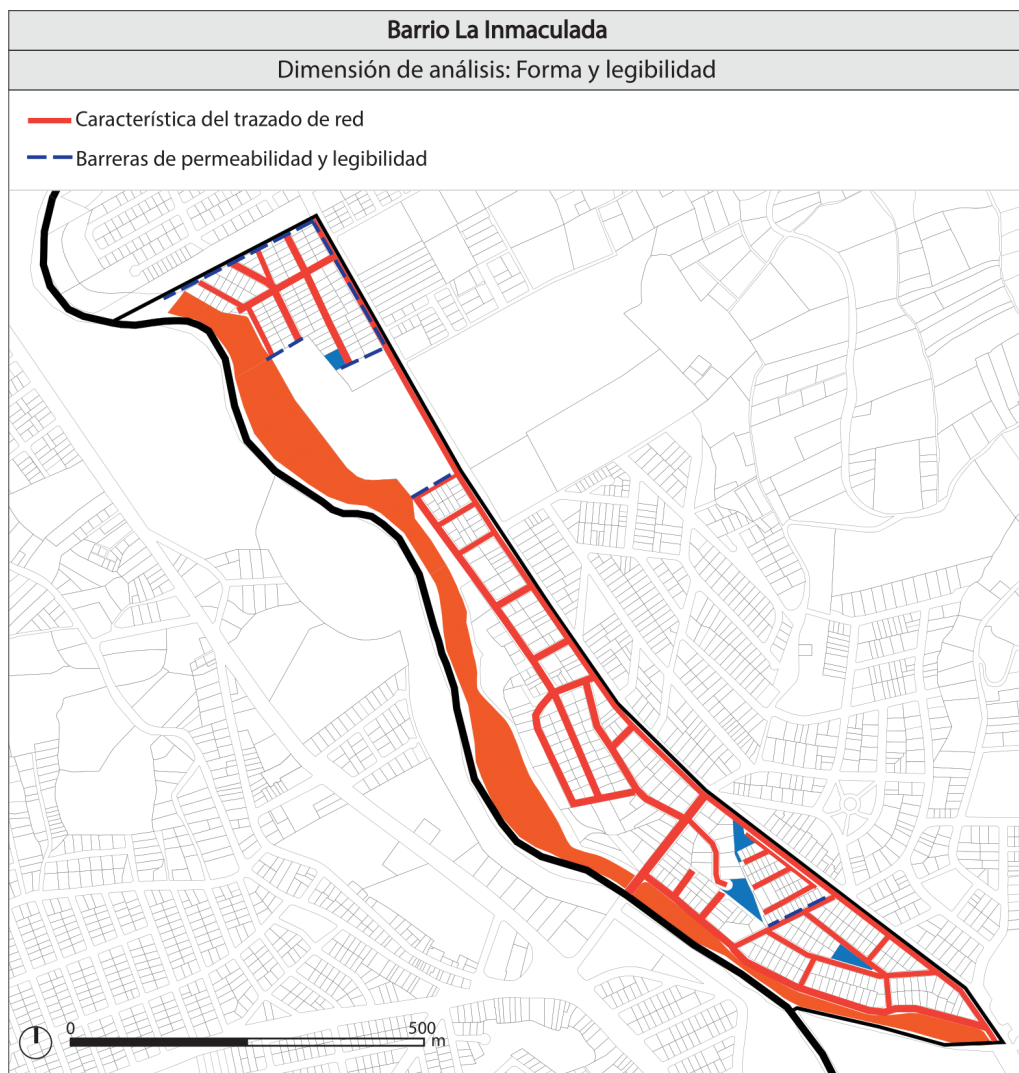 Barrio La Inmaculada
Dimensión de análisis: Forma y legibilidad
Característica del trazado de red
Barreras de permeabilidad y legibilidad
0 500
m